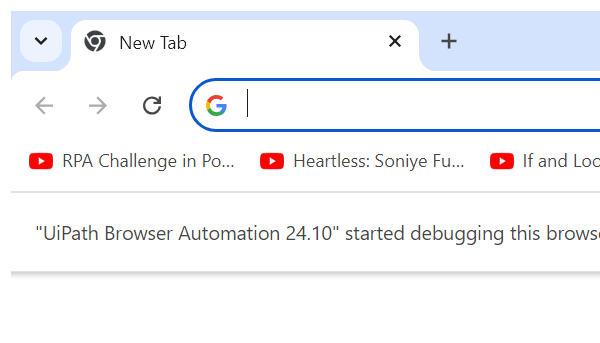 New Tab
RPA Challenge in Po... Heartless: Soniye Fu... If and Loo
"UiPath Browser Automation 24.10" started debugging this brows